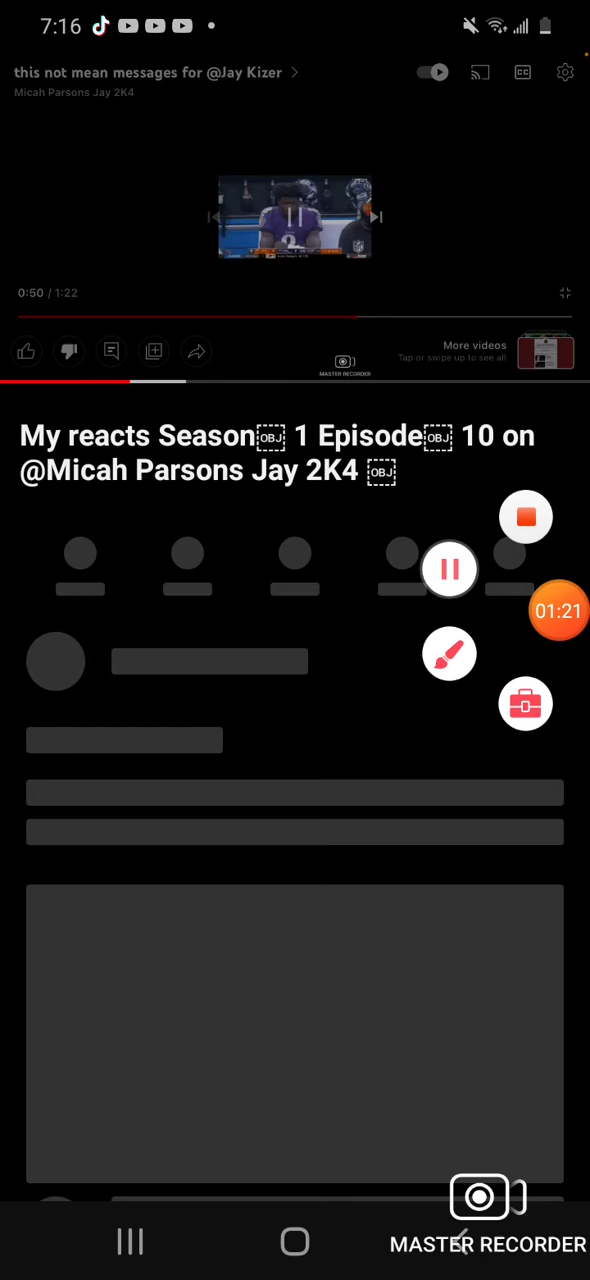 7:16
this not mean messages for @Jay Kizer
Micah Parsons Jay 2K4
CC
NFL
0:50 / 1:22
More videos
Tap or swipe up to see all
MASTER RECORDER
My reacts Season￼ 1 Episode￼ 10 on
@Micah Parsons Jay 2K4 ￼
01:21
MASTER RECORDER